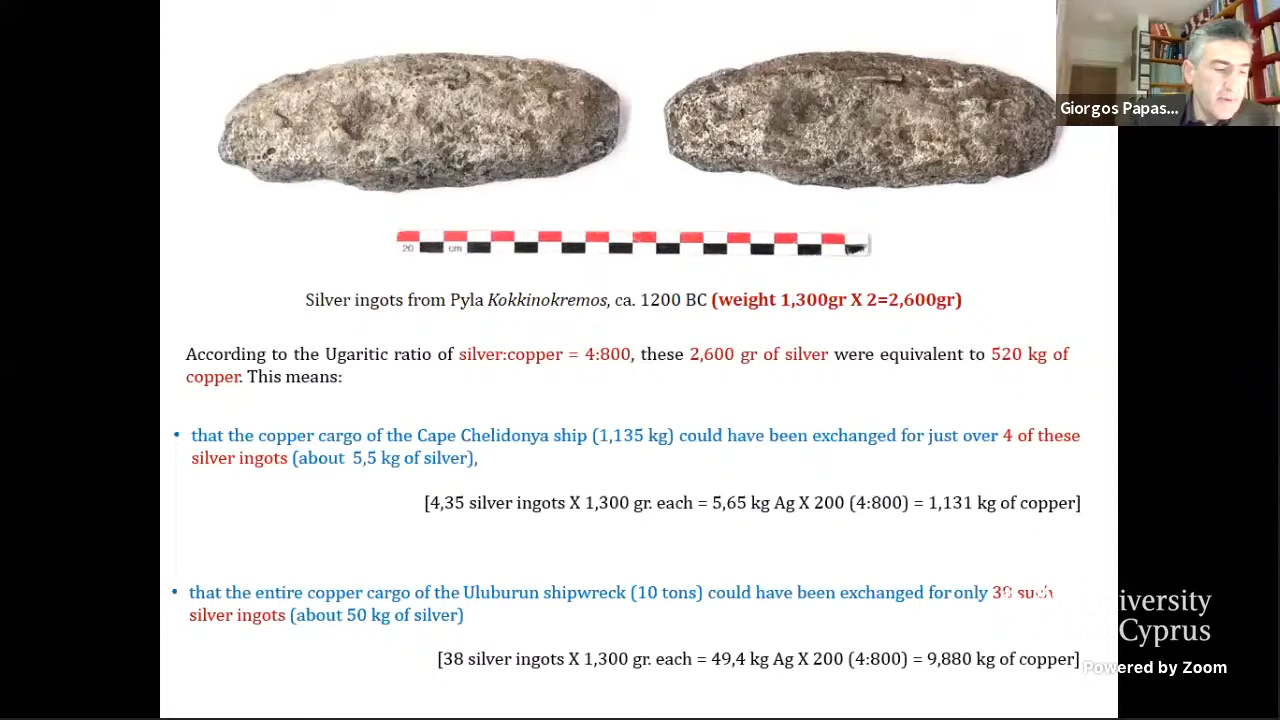 Giorgos Papas...
20 cm
Silver ingots from Pyla Kokkinokremos, ca. 1200 BC (weight 1,300gr X 2=2,600gr)
According to the Ugaritic ratio of silver:copper = 4:800, these 2,600 gr of silver were equivalent to 520 kg of
copper. This means:
• that the copper cargo of the Cape Chelidonya ship (1,135 kg) could have been exchanged for just over 4 of these
silver ingots (about 5,5 kg of silver),
[4,35 silver ingots X 1,300 gr. each = 5,65 kg Ag X 200 (4:800) = 1,131 kg of copper]
• that the entire copper cargo of the Uluburun shipwreck (10 tons) could have been exchanged for only 38 such
silver ingots (about 50 kg of silver)
[38 silver ingots X 1,300 gr. each = 49,4 kg Ag X 200 (4:800) = 9,880 kg of copper]
iversity
Cyprus
Powered by Zoom